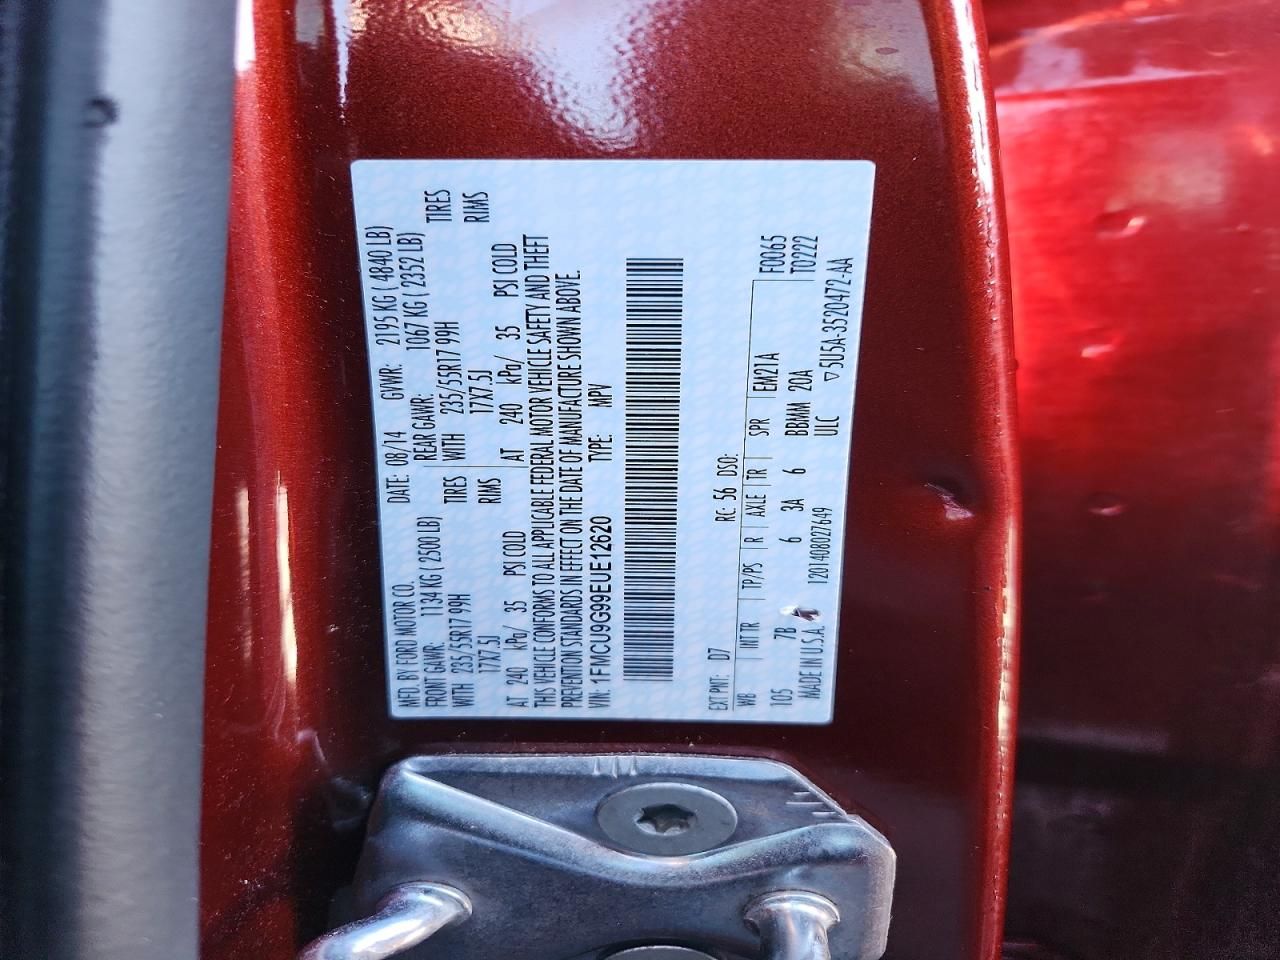 MFD. BY FORD MOTOR CO. DATE: 08/14 GVWR: 2195 KG ( 4840 LB)
FRONT GAWR: 1134 KG ( 2500 LB) REAR GAWR: 1067 KG ( 2352 LB)
WITH 235/55R17 99H TIRES WITH 235/55R17 99H TIRES
17X7.5J RIMS 17X7.5J RIMS
AT 240 kPa/ 35 PSI COLD AT 240 kPa/ 35 PSI COLD
THIS VEHICLE CONFORMS TO ALL APPLICABLE FEDERAL MOTOR VEHICLE SAFETY AND THEFT
PREVENTION STANDARDS IN EFFECT ON THE DATE OF MANUFACTURE SHOWN ABOVE.
VIN: 1FMCU9G99EUE12620 TYPE: MPV
EXT PNT: D7 RC: 56 DSO: F0065
WB INT TR TP/PS R AXLE TR SPR EM21A T0222
105 7B 6 3A 6 BBMM 20A
MADE IN U.S.A. 1201408027649 ULC ▽5U5A-3520472-AA